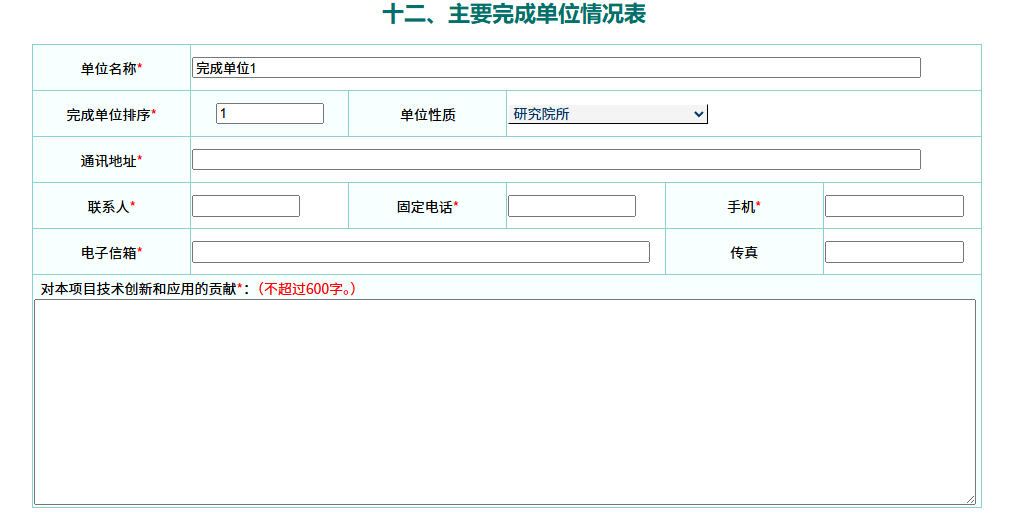 十二、主要完成单位情况表
单位名称* 完成单位1
完成单位排序* 1 单位性质 研究院所
通讯地址*
联系人* 固定电话* 手机*
电子信箱* 传真
对本项目技术创新和应用的贡献*：（不超过600字。）